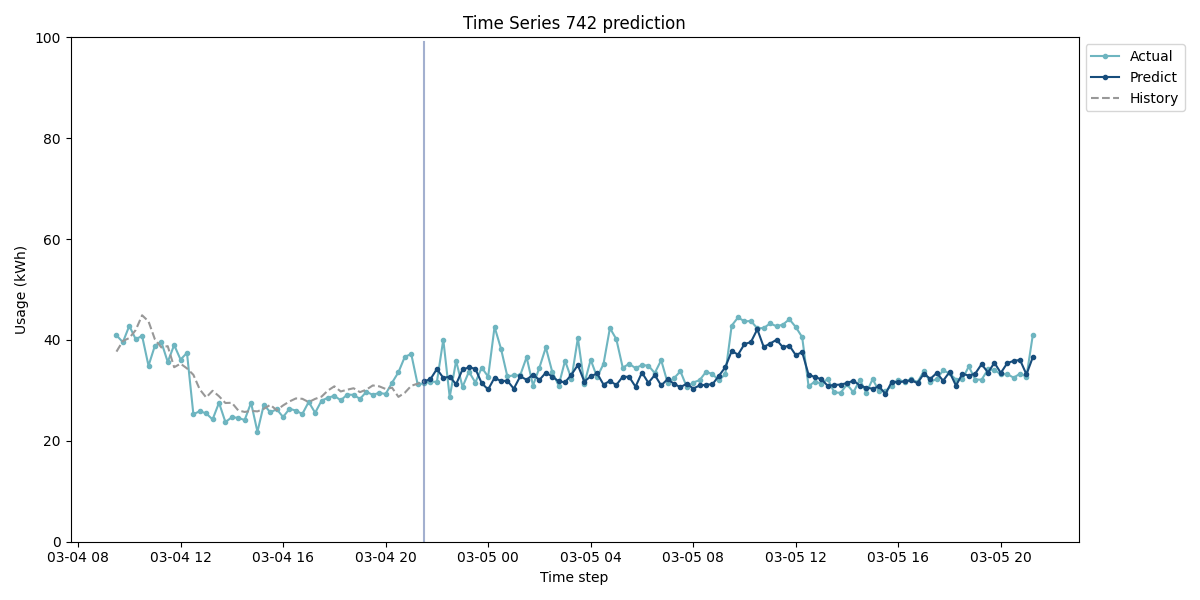 Time Series 742 prediction
100
80
60
40
20
0
Usage (kWh)
03-04 08 03-04 12 03-04 16 03-04 20 03-05 00 03-05 04 03-05 08 03-05 12 03-05 16 03-05 20
Time step
Actual
Predict
History